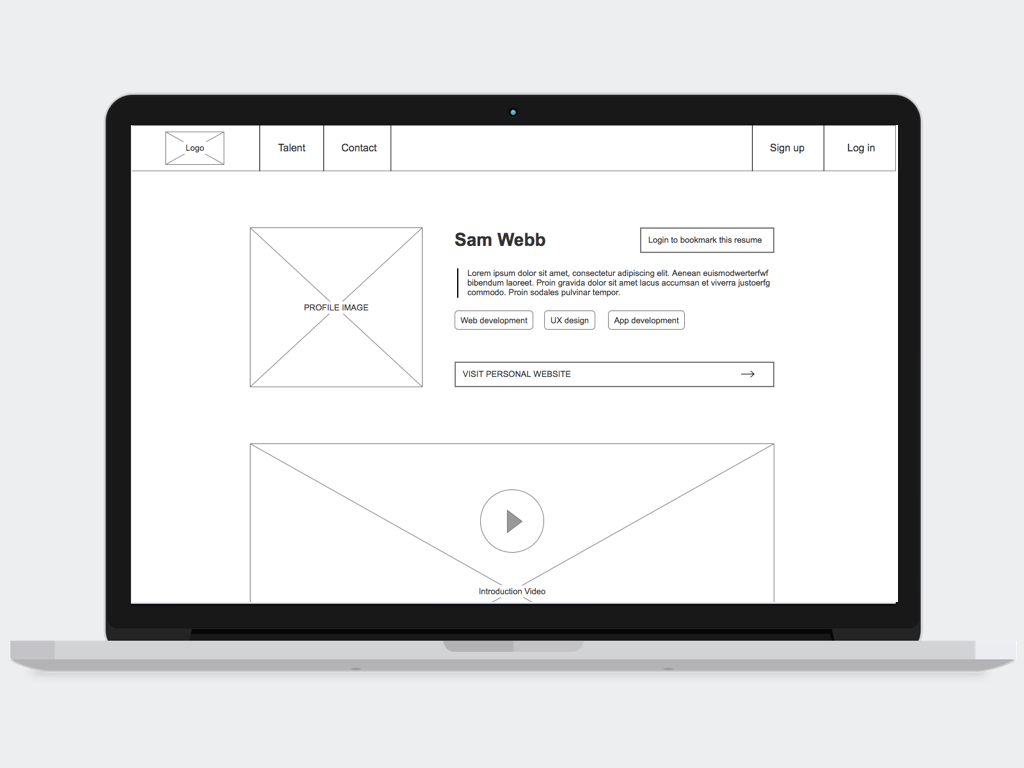 Logo
Talent
Contact
Sign up
Log in
Sam Webb
Login to bookmark this resume
Lorem ipsum dolor sit amet, consectetur adipiscing elit. Aenean euismodwerterfwf
bibendum laoreet. Proin gravida dolor sit amet lacus accumsan et viverra justoerfg
commodo. Proin sodales pulvinar tempor.
PROFILE IMAGE
Web development
UX design
App development
VISIT PERSONAL WEBSITE
Introduction Video